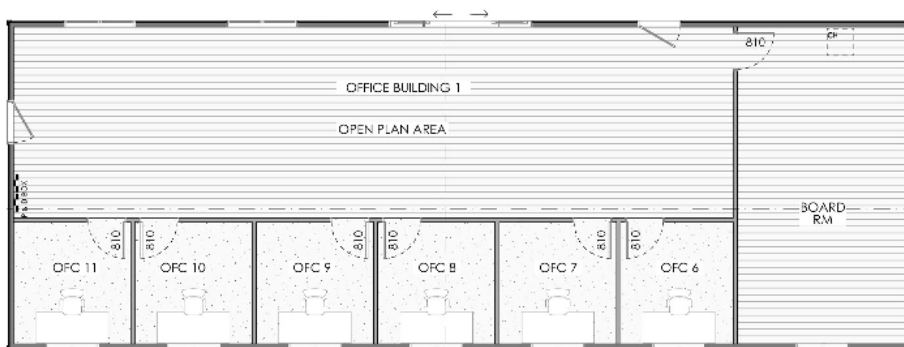 810
CH
OFFICE BUILDING 1
OPEN PLAN AREA
BOARD
RM
810
810
810
810
810
810
OFC 11
OFC 10
OFC 9
OFC 8
OFC 7
OFC 6